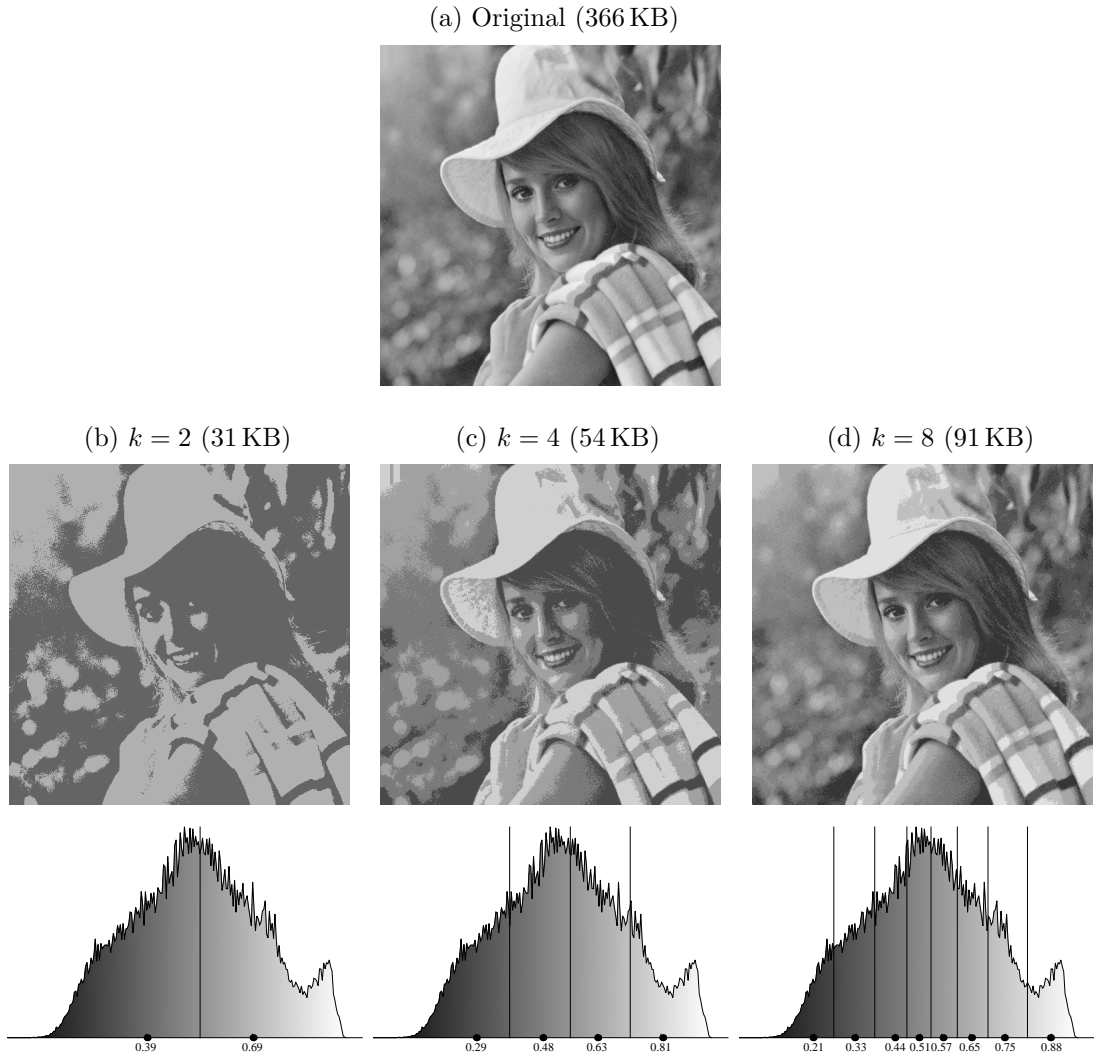 (a) Original (366 KB)
(b) k = 2 (31 KB)
(c) k = 4 (54 KB)
(d) k = 8 (91 KB)
0.39 0.69
0.29 0.48 0.63 0.81
0.21 0.33 0.44 0.51 0.57 0.65 0.75 0.88